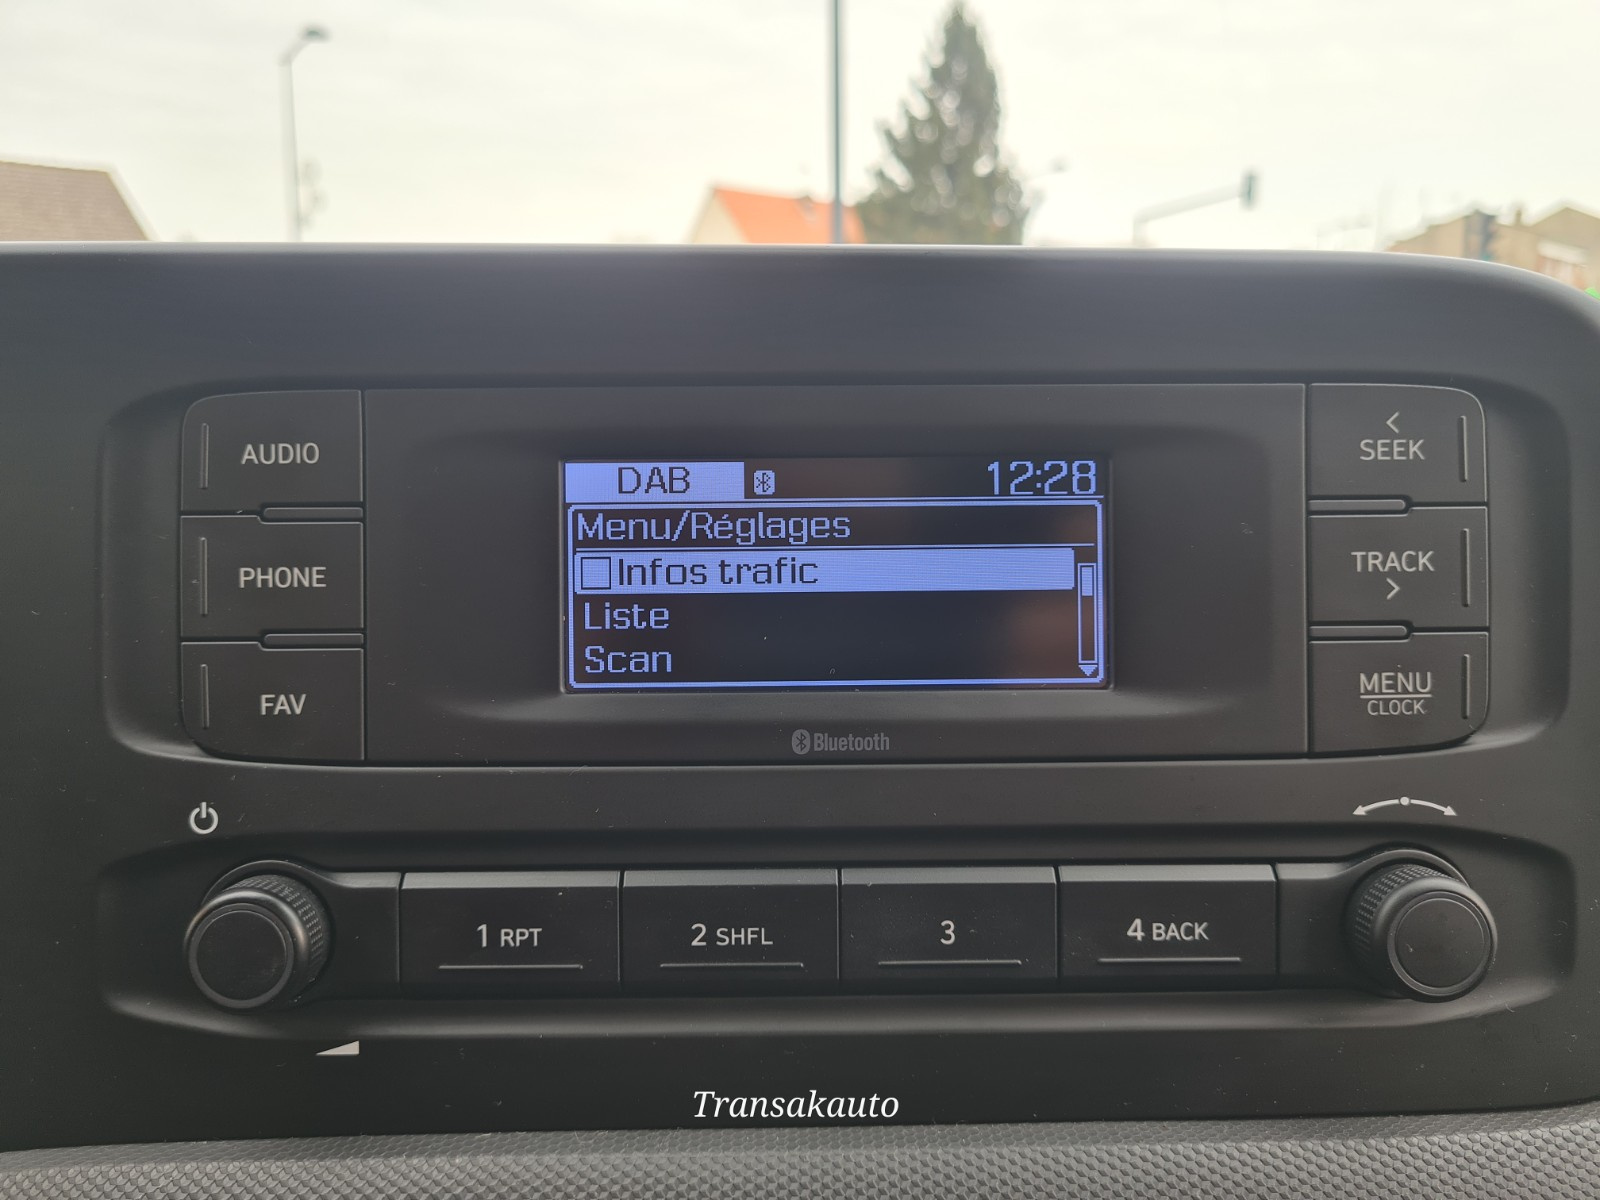 AUDIO
PHONE
FAV
DAB 12:28
Menu/Réglages
Infos trafic
Liste
Scan
Bluetooth
SEEK
TRACK
MENU
CLOCK
1 RPT
2 SHFL
3
4 BACK
Transakauto